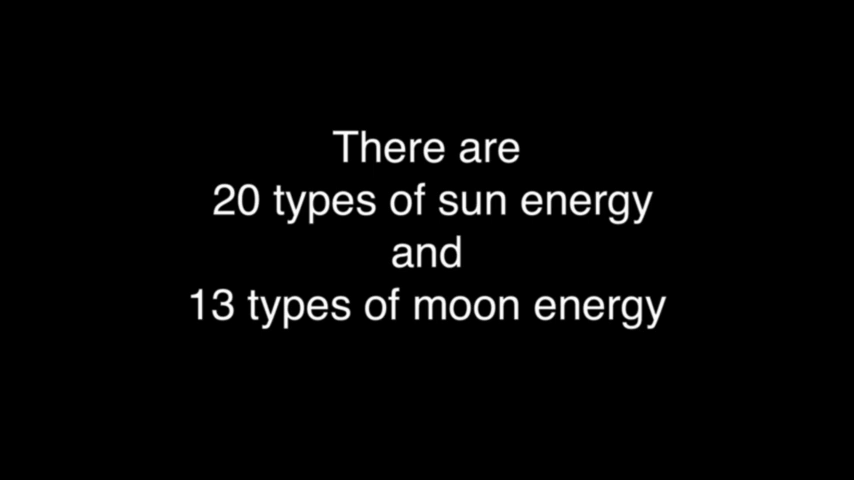 There are
20 types of sun energy
and
13 types of moon energy